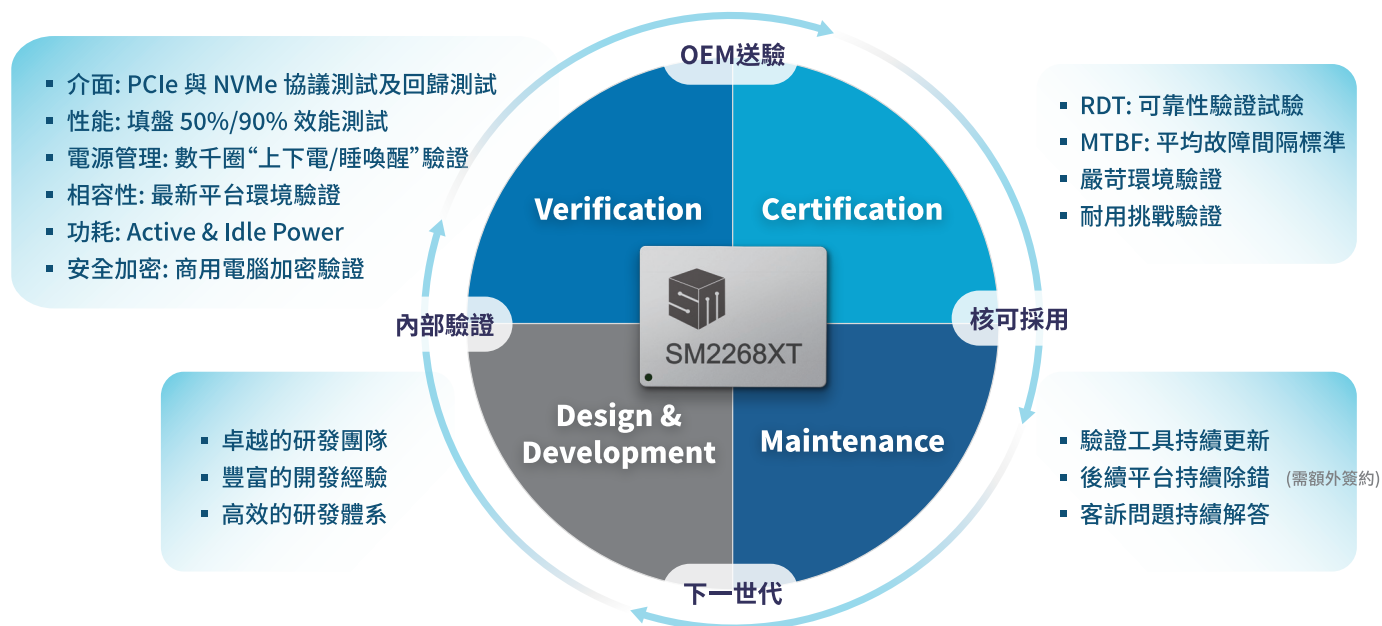 OEM送驗
介面: PCIe 與 NVMe 協議測試及回歸測試
性能: 填盤 50%/90% 效能測試
電源管理: 數千圈“上下電/睡喚醒”驗證
相容性: 最新平台環境驗證
功耗: Active & Idle Power
安全加密: 商用電腦加密驗證
RDT: 可靠性驗證試驗
MTBF: 平均故障間隔標準
嚴苛環境驗證
耐用挑戰驗證
Verification
Certification
內部驗證
核可採用
SM
SM2268XT
Design &
Development
Maintenance
卓越的研發團隊
豐富的開發經驗
高效的研發體系
驗證工具持續更新
後續平台持續除錯 (需額外簽約)
客訴問題持續解答
下一世代